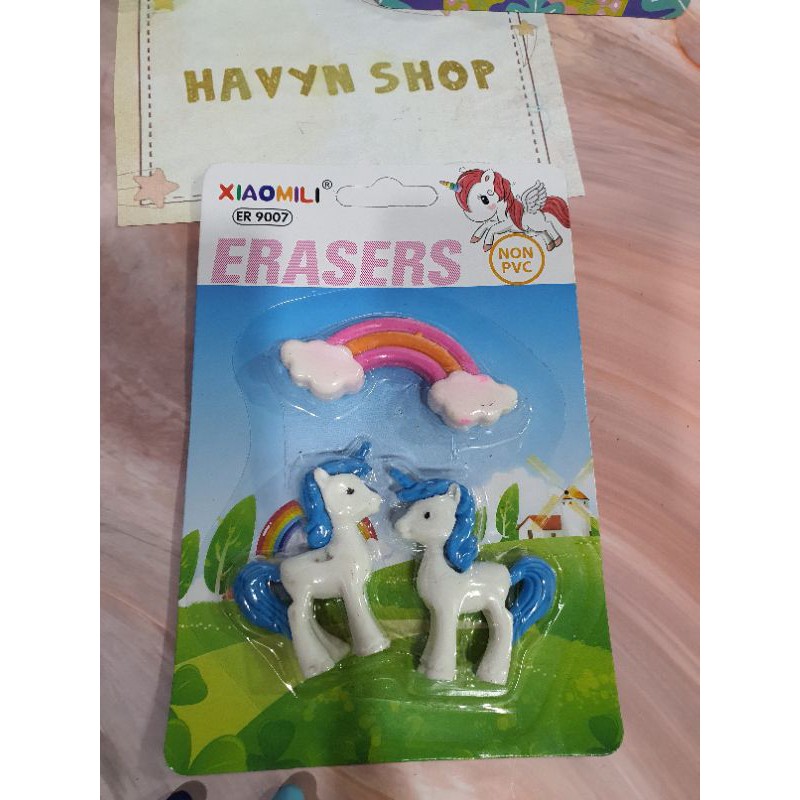 HAVYN SHOP
XIAOMILI®
ER 9007
ERASERS
NON
PVC